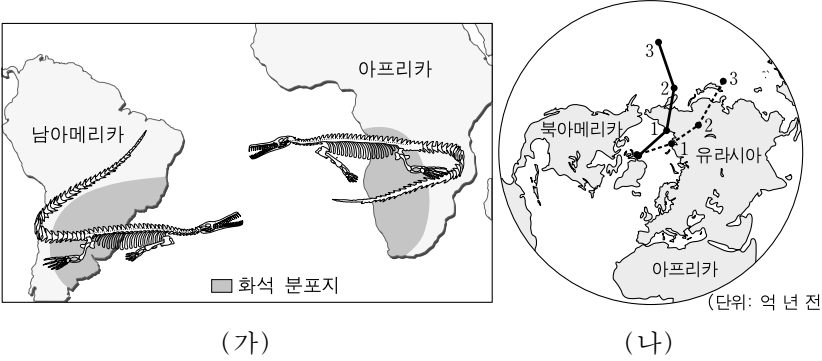 아프리카
남아메리카
화석 분포지
(가)
3
3
2
1
2
1
북아메리카
유라시아
아프리카
(단위: 억 년 전
(나)